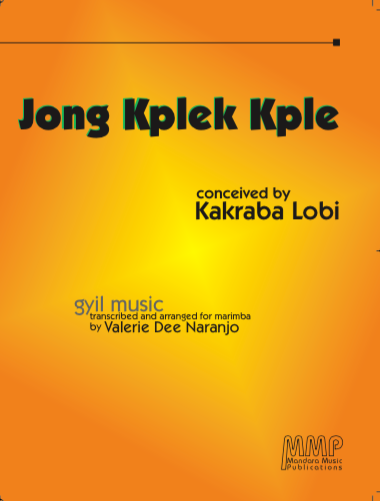 Jong Kplek Kple
conceived by
Kakraba Lobi
gyil music
transcribed and arranged for marimba
by Valerie Dee Naranjo
MMP
Mandara Music
Publications